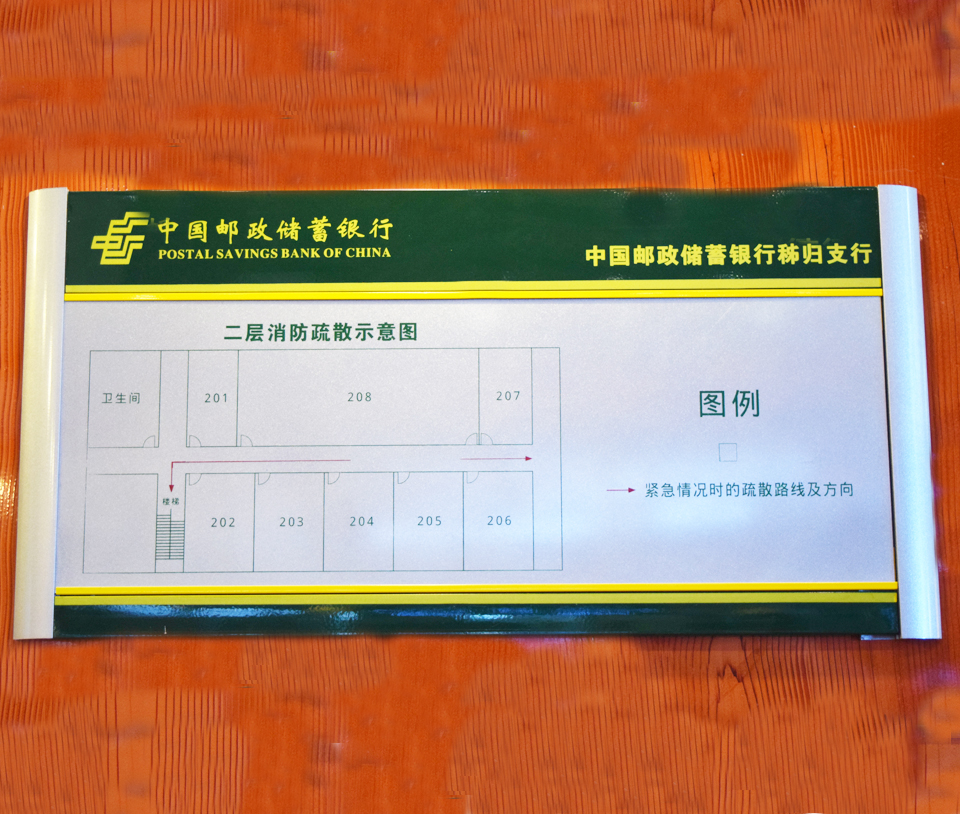 中国邮政储蓄银行
POSTAL SAVINGS BANK OF CHINA
中国邮政储蓄银行秭归支行
二层消防疏散示意图
卫生间
201
208
207
图例
楼梯
202
203
204
205
206
紧急情况时的疏散路线及方向